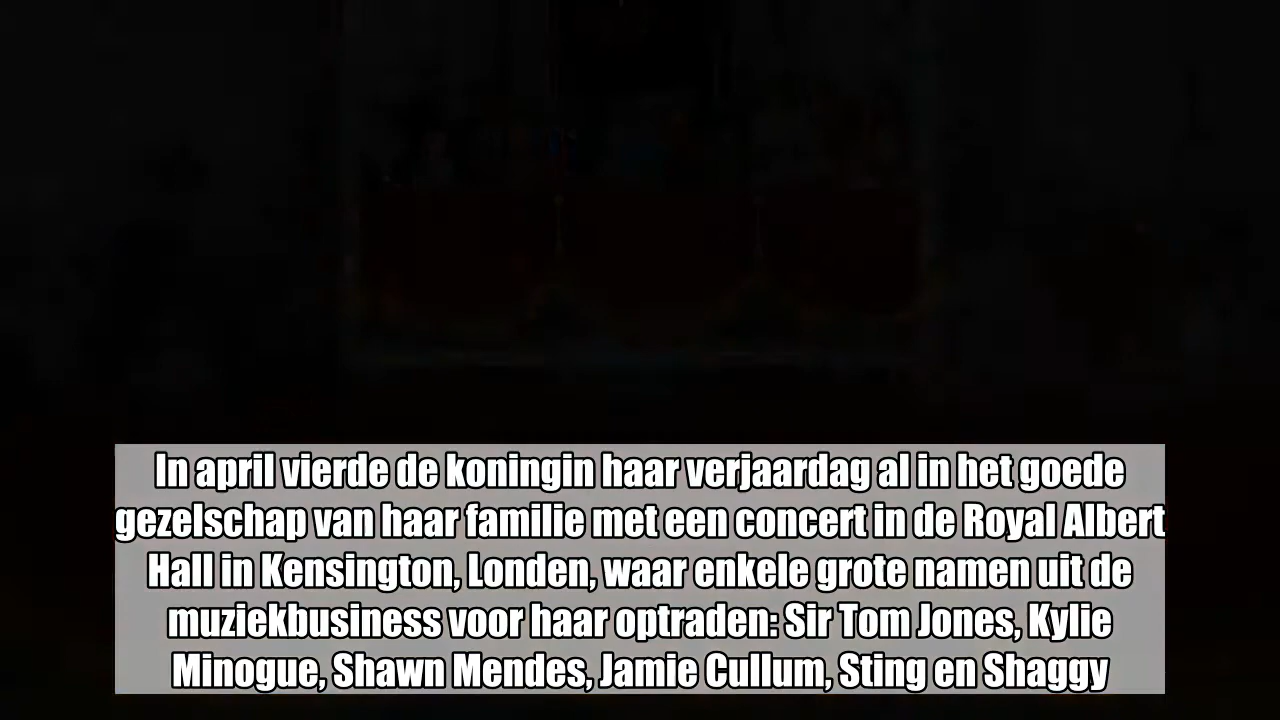 In april vierde de koningin haar verjaardag al in het goede
gezelschap van haar familie met een concert in de Royal Albert
Hall in Kensington, Londen, waar enkele grote namen uit de
muziekbusiness voor haar optraden: Sir Tom Jones, Kylie
Minogue, Shawn Mendes, Jamie Cullum, Sting en Shaggy